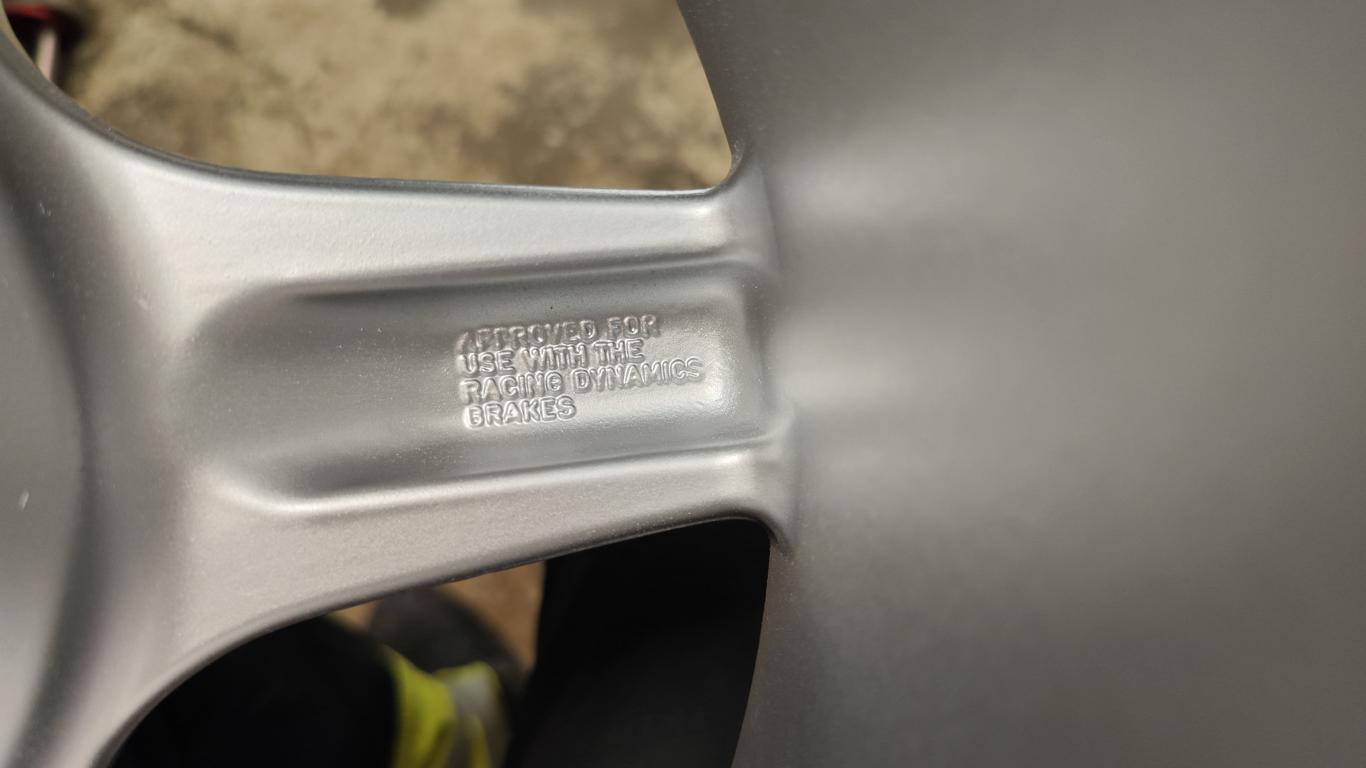 APPROVED FOR
USE WITH THE
RACING DYNAMICS
BRAKES